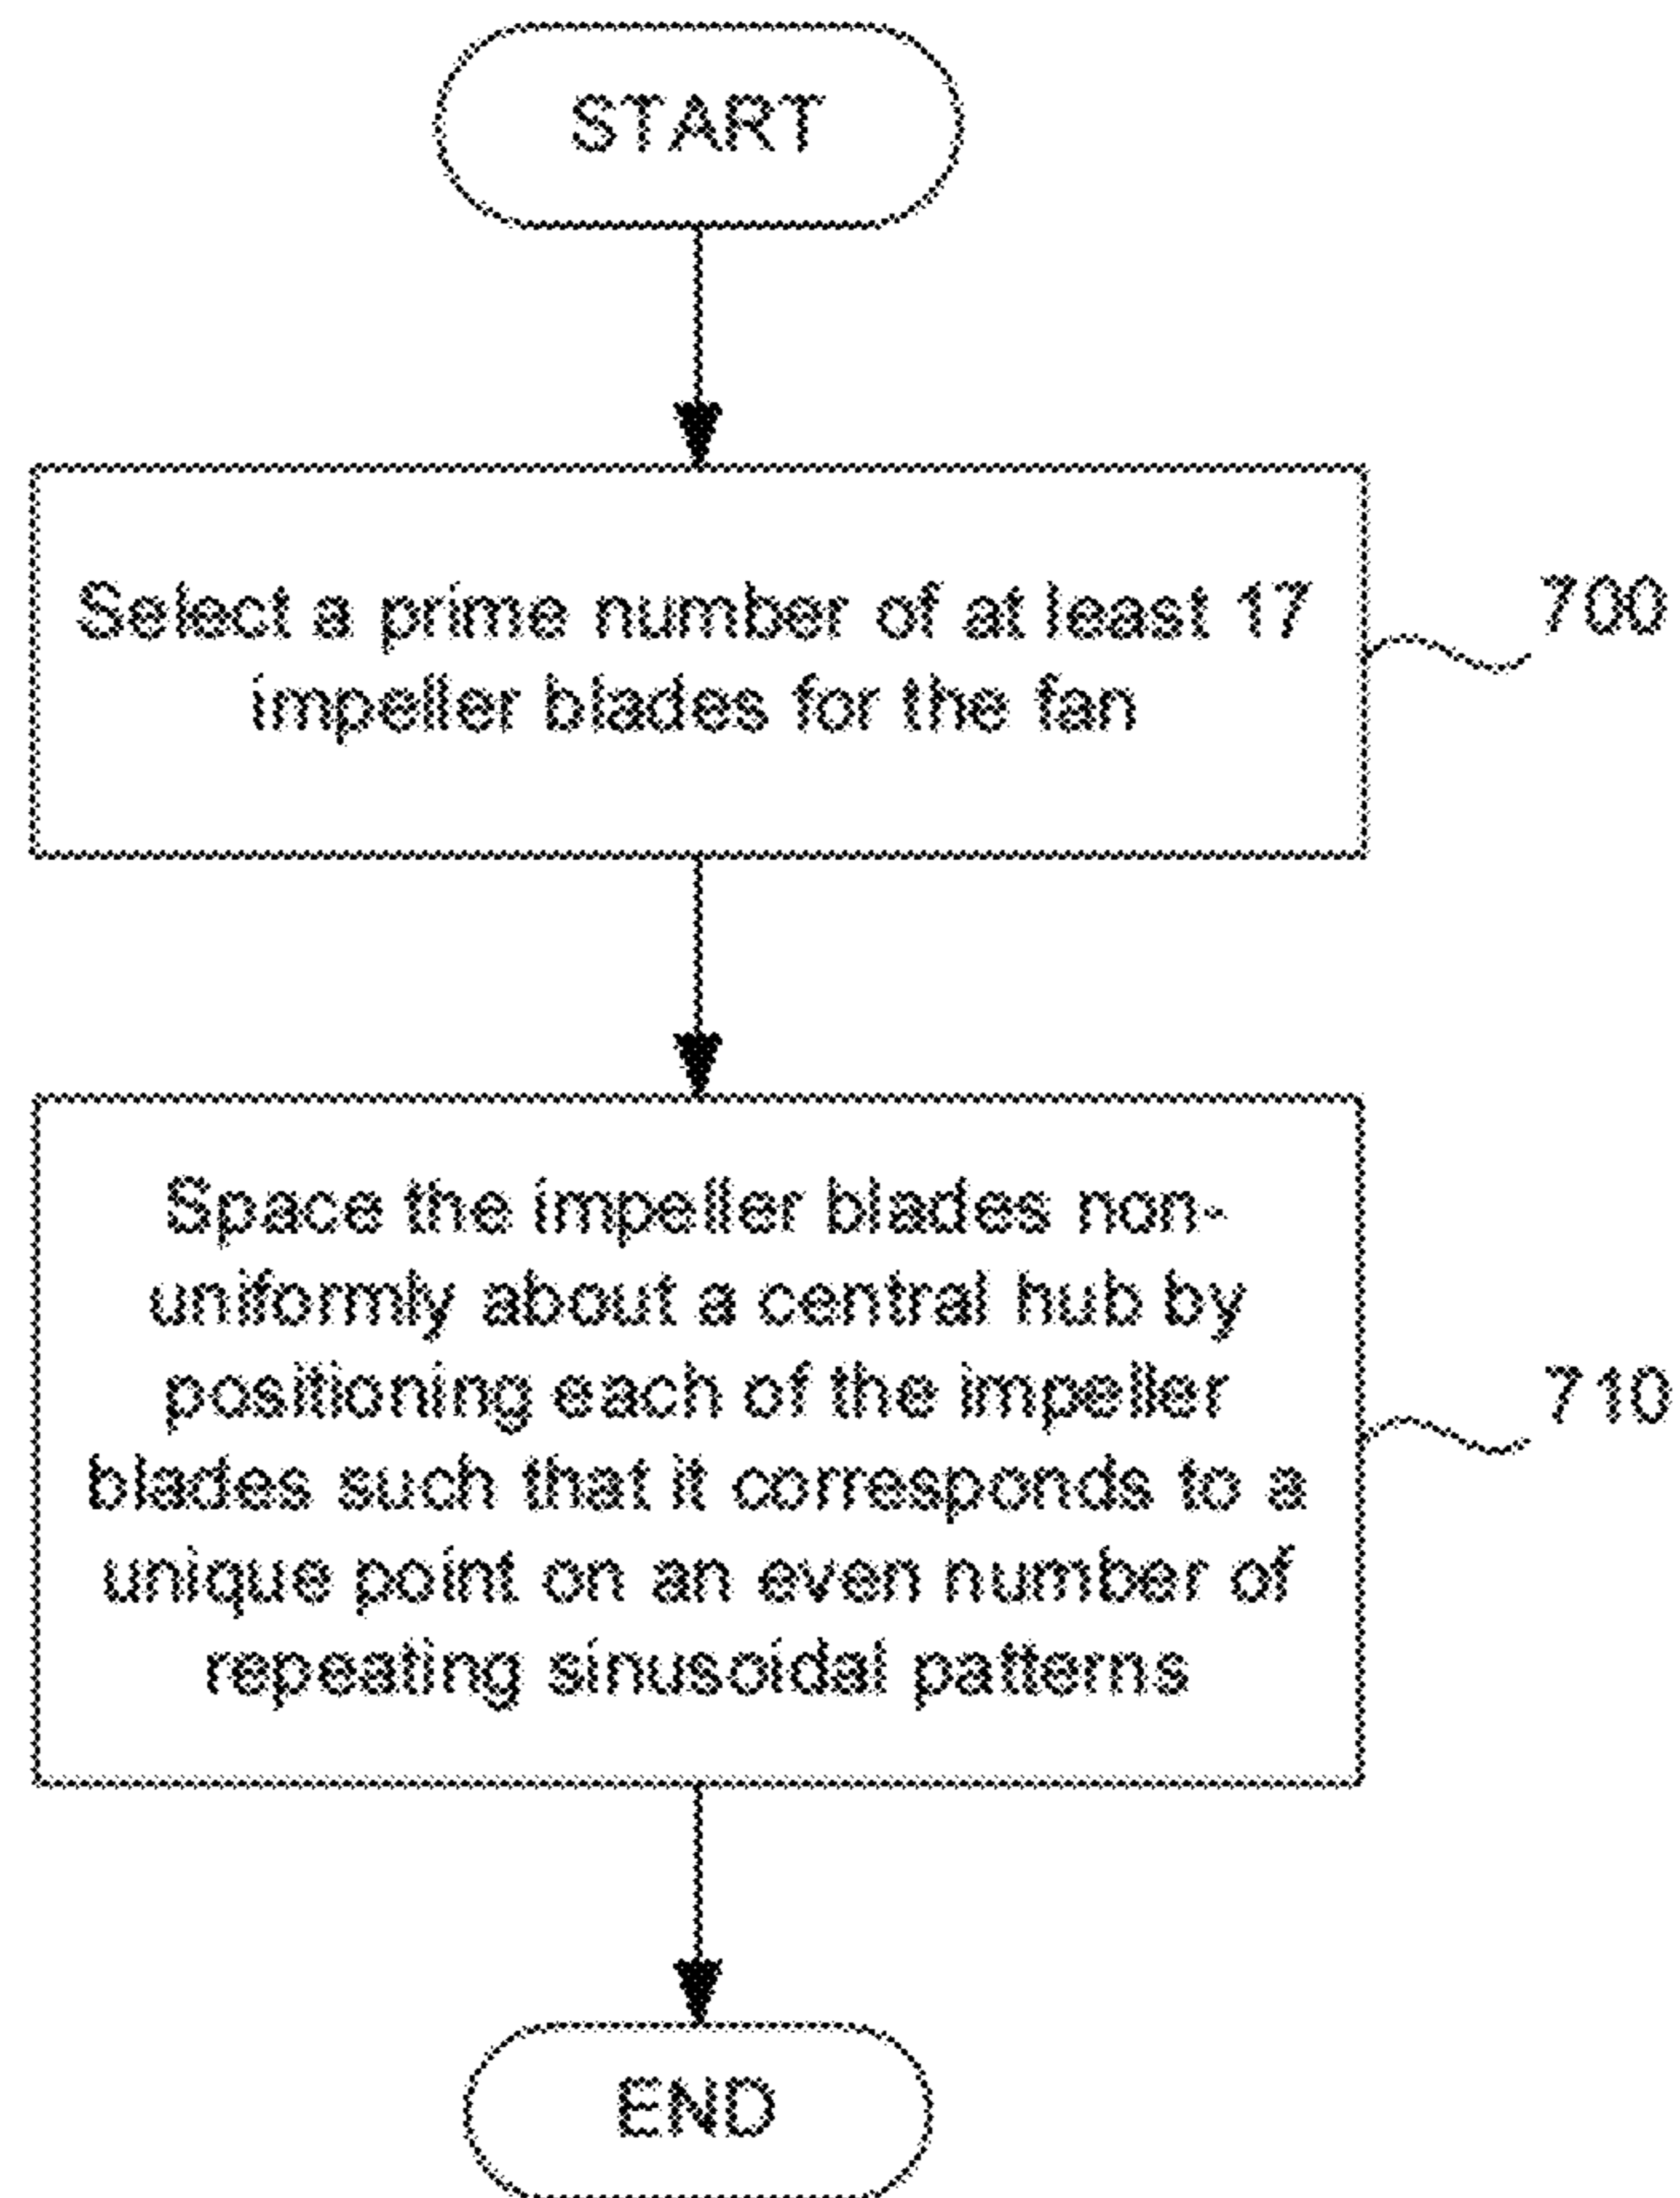 START
Select a prime number of at least 17
impeller blades for the fan
700
Space the impeller blades non-
uniformly about a central hub by
positioning each of the impeller
blades such that it corresponds to a
unique point on an even number of
repeating sinusoidal patterns
710
END